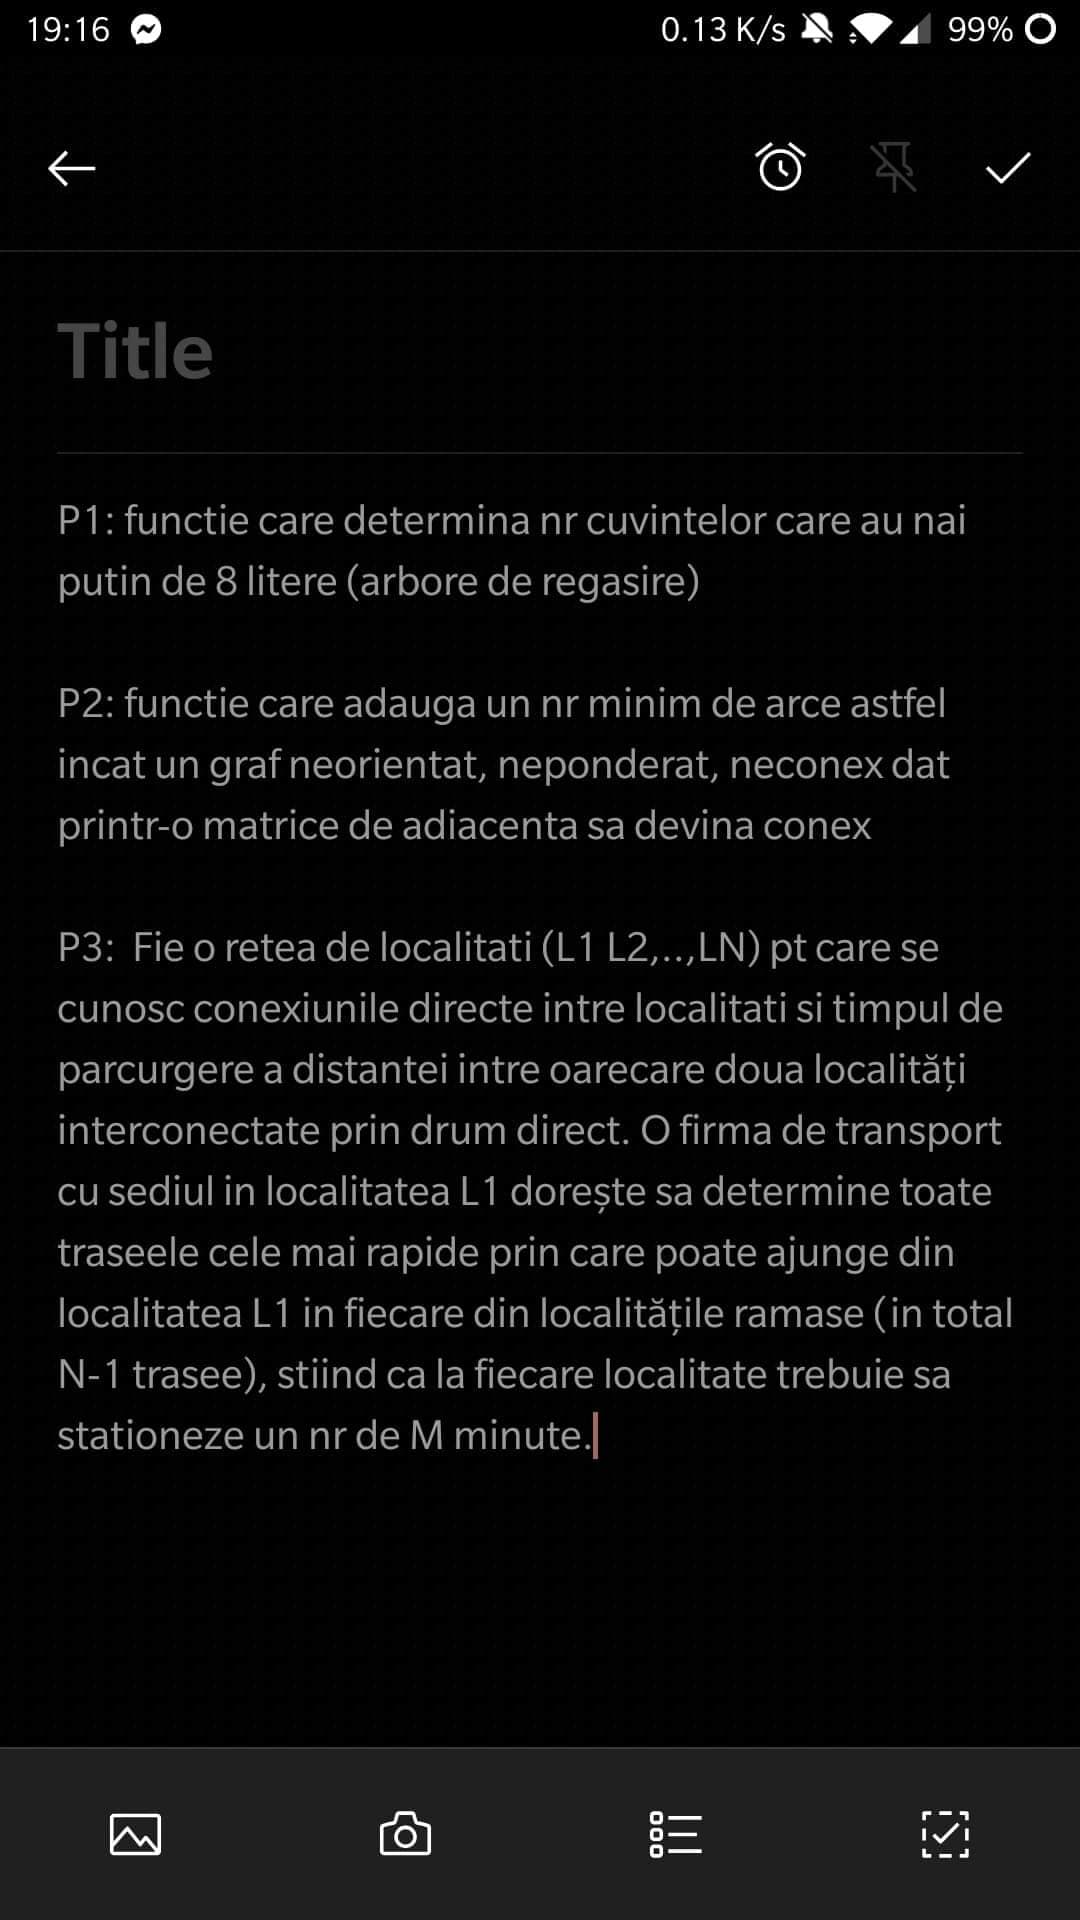 19:16
0.13 K/s 99%
Title
P1: functie care determina nr cuvintelor care au nai
putin de 8 litere (arbore de regasire)
P2: functie care adauga un nr minim de arce astfel
incat un graf neorientat, neponderat, neconex dat
printr-o matrice de adiacenta sa devina conex
P3:  Fie o retea de localitati (L1 L2,..,LN) pt care se
cunosc conexiunile directe intre localitati si timpul de
parcurgere a distantei intre oarecare doua localități
interconectate prin drum direct. O firma de transport
cu sediul in localitatea L1 dorește sa determine toate
traseele cele mai rapide prin care poate ajunge din
localitatea L1 in fiecare din localitățile ramase (in total
N-1 trasee), stiind ca la fiecare localitate trebuie sa
stationeze un nr de M minute.